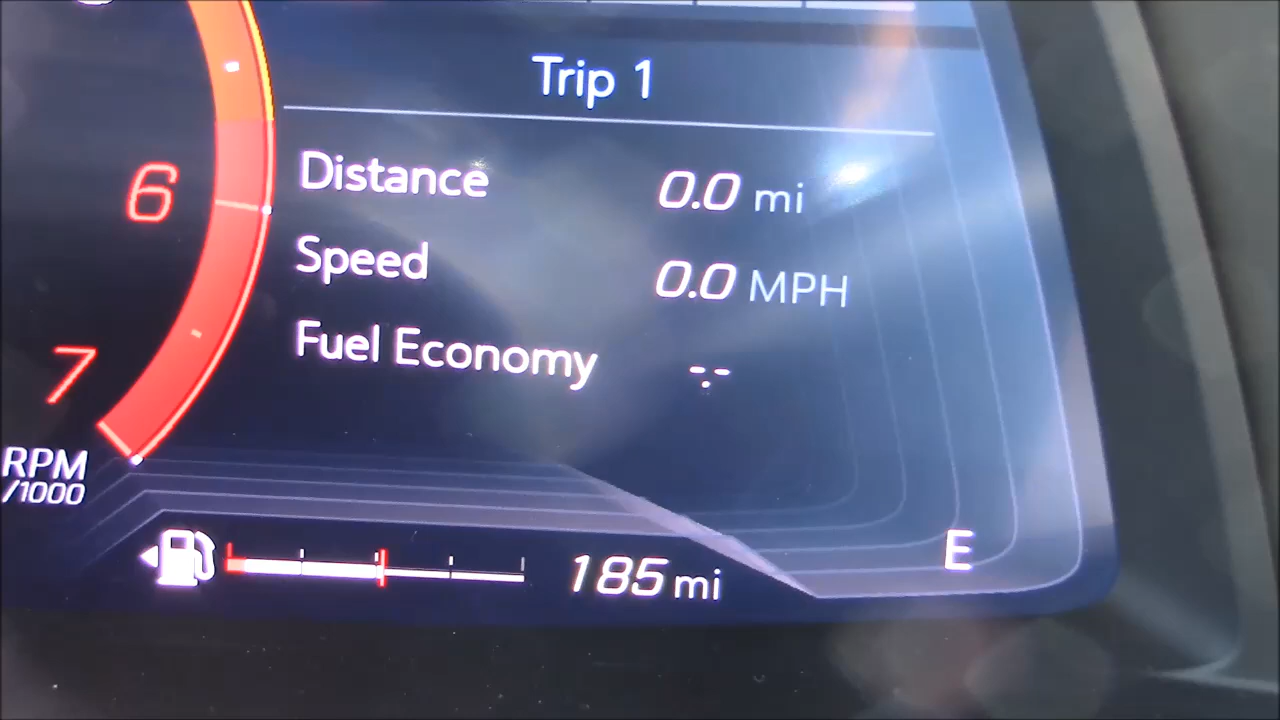 Trip 1
Distance 0.0 mi
6
Speed 0.0 MPH
Fuel Economy -.-
7
RPM
/1000
185 mi
E